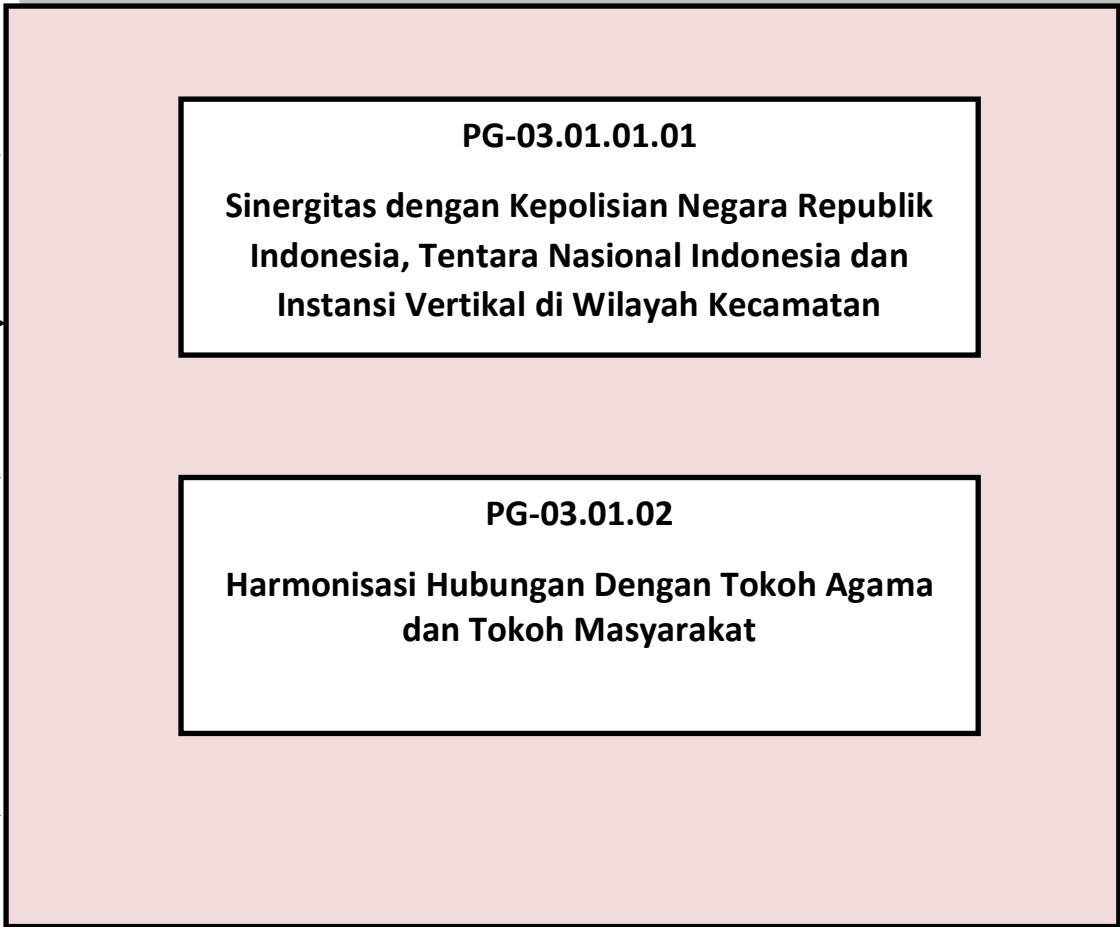 PG-03.01.01.01
Sinergitas dengan Kepolisian Negara Republik
Indonesia, Tentara Nasional Indonesia dan
Instansi Vertikal di Wilayah Kecamatan
PG-03.01.02
Harmonisasi Hubungan Dengan Tokoh Agama
dan Tokoh Masyarakat